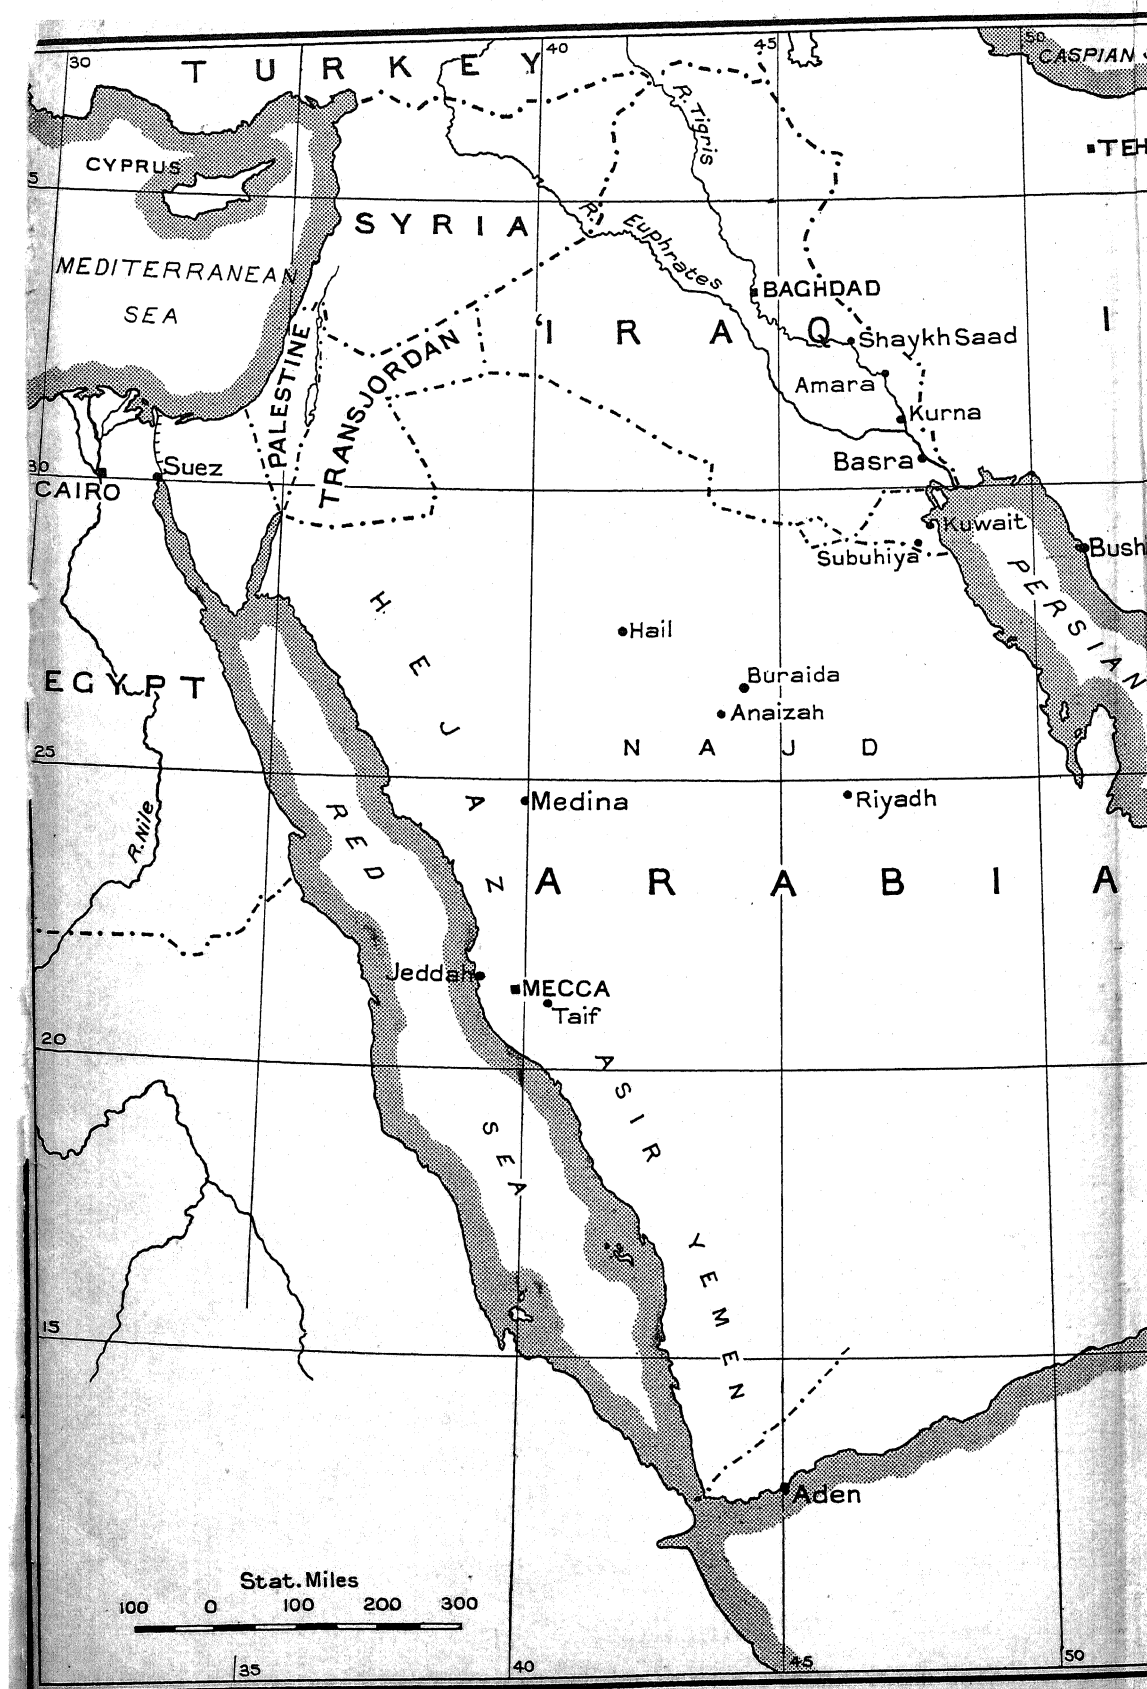 30
40
45
50
CASPIAN
TURKEY
R. Tigris
CYPRUS
35
SYRIA
R. Euphrates
MEDITERRANEAN
SEA
BAGHDAD
IRAQ
I
Shaykh Saad
PALESTINE
TRANSJORDAN
Amara
Kurna
Basra
Suez
30
CAIRO
Kuwait
Subuhiya
PERSIAN
HEJAZ
Hail
EGYPT
Buraida
Anaizah
NAJD
25
Medina
Riyadh
R. Nile
RED
SEA
ARABIA
Jeddah
MECCA
Taif
20
ASIR
YEMEN
15
Aden
Stat. Miles
100 0 100 200 300
35
40
45
50